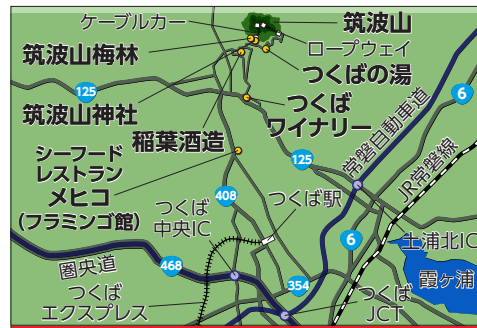 ケーブルカー
筑波山
ロープウェイ
筑波山梅林
つくばの湯
125
6
筑波山神社
つくば
ワイナリー
稲葉酒造
常磐自動車道
シーフード
レストラン
メヒコ
(フラミンゴ館)
125
JR常磐線
408
つくば駅
つくば
中央IC
6
土浦北IC
圏央道
468
354
霞ヶ浦
つくば
エクスプレス
つくば
JCT